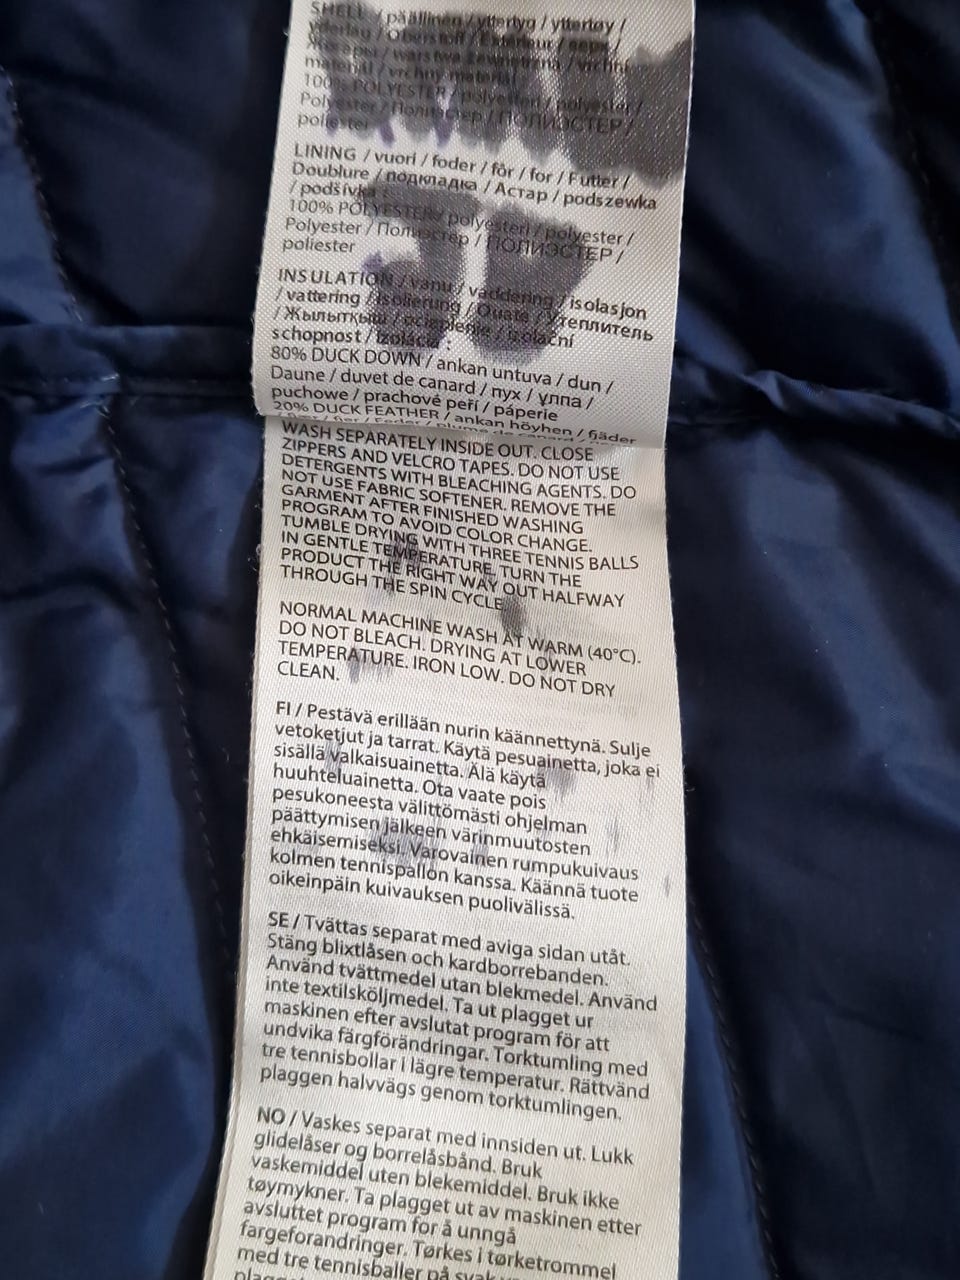 SHELL / päällinen / yttertyg / yttertøy /
/ Oberstoff / Extérieur / верх /
/ warstwa zewnętrzna / vrchní
materiál / vrchný materiál
100% POLYESTER / polyesteri / polyester /
Polyester / Полиэстер / ПОЛИЭСТЕР /
poliester
LINING / vuori / foder / fôr / for / Futter /
Doublure / подкладка / Астар / podszewka
/ podšívka :
100% POLYESTER / polyesteri / polyester /
Polyester / Полиэстер / ПОЛИЭСТЕР /
poliester
INSULATION / vanu / vaddering / isolasjon
/ vattering / Isolierung / Ouate / утеплитель
/ Жылытқыш / ocieplenie / Izolační
schopnost / Izolácia :
80% DUCK DOWN / ankan untuva / dun /
Daune / duvet de canard / пух / ұлпа /
puchowe / prachové peří / páperie
20% DUCK FEATHER / ankan höyhen / fjäder
WASH SEPARATELY INSIDE OUT. CLOSE
ZIPPERS AND VELCRO TAPES. DO NOT USE
DETERGENTS WITH BLEACHING AGENTS. DO
NOT USE FABRIC SOFTENER. REMOVE THE
GARMENT AFTER FINISHED WASHING
PROGRAM TO AVOID COLOR CHANGE.
TUMBLE DRYING WITH THREE TENNIS BALLS
IN GENTLE TEMPERATURE. TURN THE
PRODUCT THE RIGHT WAY OUT HALFWAY
THROUGH THE SPIN CYCLE.
NORMAL MACHINE WASH AT WARM (40°C).
DO NOT BLEACH. DRYING AT LOWER
TEMPERATURE. IRON LOW. DO NOT DRY
CLEAN.
FI / Pestävä erillään nurin käännettynä. Sulje
vetoketjut ja tarrat. Käytä pesuainetta, joka ei
sisällä valkaisuainetta. Älä käytä
huuhteluainetta. Ota vaate pois
pesukoneesta välittömästi ohjelman
päättymisen jälkeen värinmuutosten
ehkäisemiseksi. Varovainen rumpukuivaus
kolmen tennispallon kanssa. Käännä tuote
oikeinpäin kuivauksen puolivälissä.
SE / Tvättas separat med aviga sidan utåt.
Stäng blixtlåsen och kardborrebanden.
Använd tvättmedel utan blekmedel. Använd
inte textilsköljmedel. Ta ut plagget ur
maskinen efter avslutat program för att
undvika färgförändringar. Torktumling med
tre tennisbollar i lägre temperatur. Rättvänd
plaggen halvvägs genom torktumlingen.
NO / Vaskes separat med innsiden ut. Lukk
glidelåser og borrelåsbånd. Bruk
vaskemiddel uten blekemiddel. Bruk ikke
tøymykner. Ta plagget ut av maskinen etter
avsluttet program for å unngå
fargeforandringer. Tørkes i tørketrommel
med tre tennisballer på svak